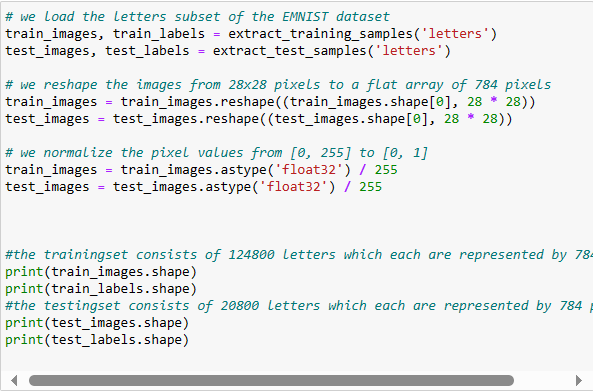 # we load the letters subset of the EMNIST dataset
train_images, train_labels = extract_training_samples('letters')
test_images, test_labels = extract_test_samples('letters')
# we reshape the images from 28x28 pixels to a flat array of 784 pixels
train_images = train_images.reshape((train_images.shape[0], 28 * 28))
test_images = test_images.reshape((test_images.shape[0], 28 * 28))
# we normalize the pixel values from [0, 255] to [0, 1]
train_images = train_images.astype('float32') / 255
test_images = test_images.astype('float32') / 255
#the trainingset consists of 124800 letters which each are represented by 784
print(train_images.shape)
print(train_labels.shape)
#the testingset consists of 20800 letters which each are represented by 784
print(test_images.shape)
print(test_labels.shape)